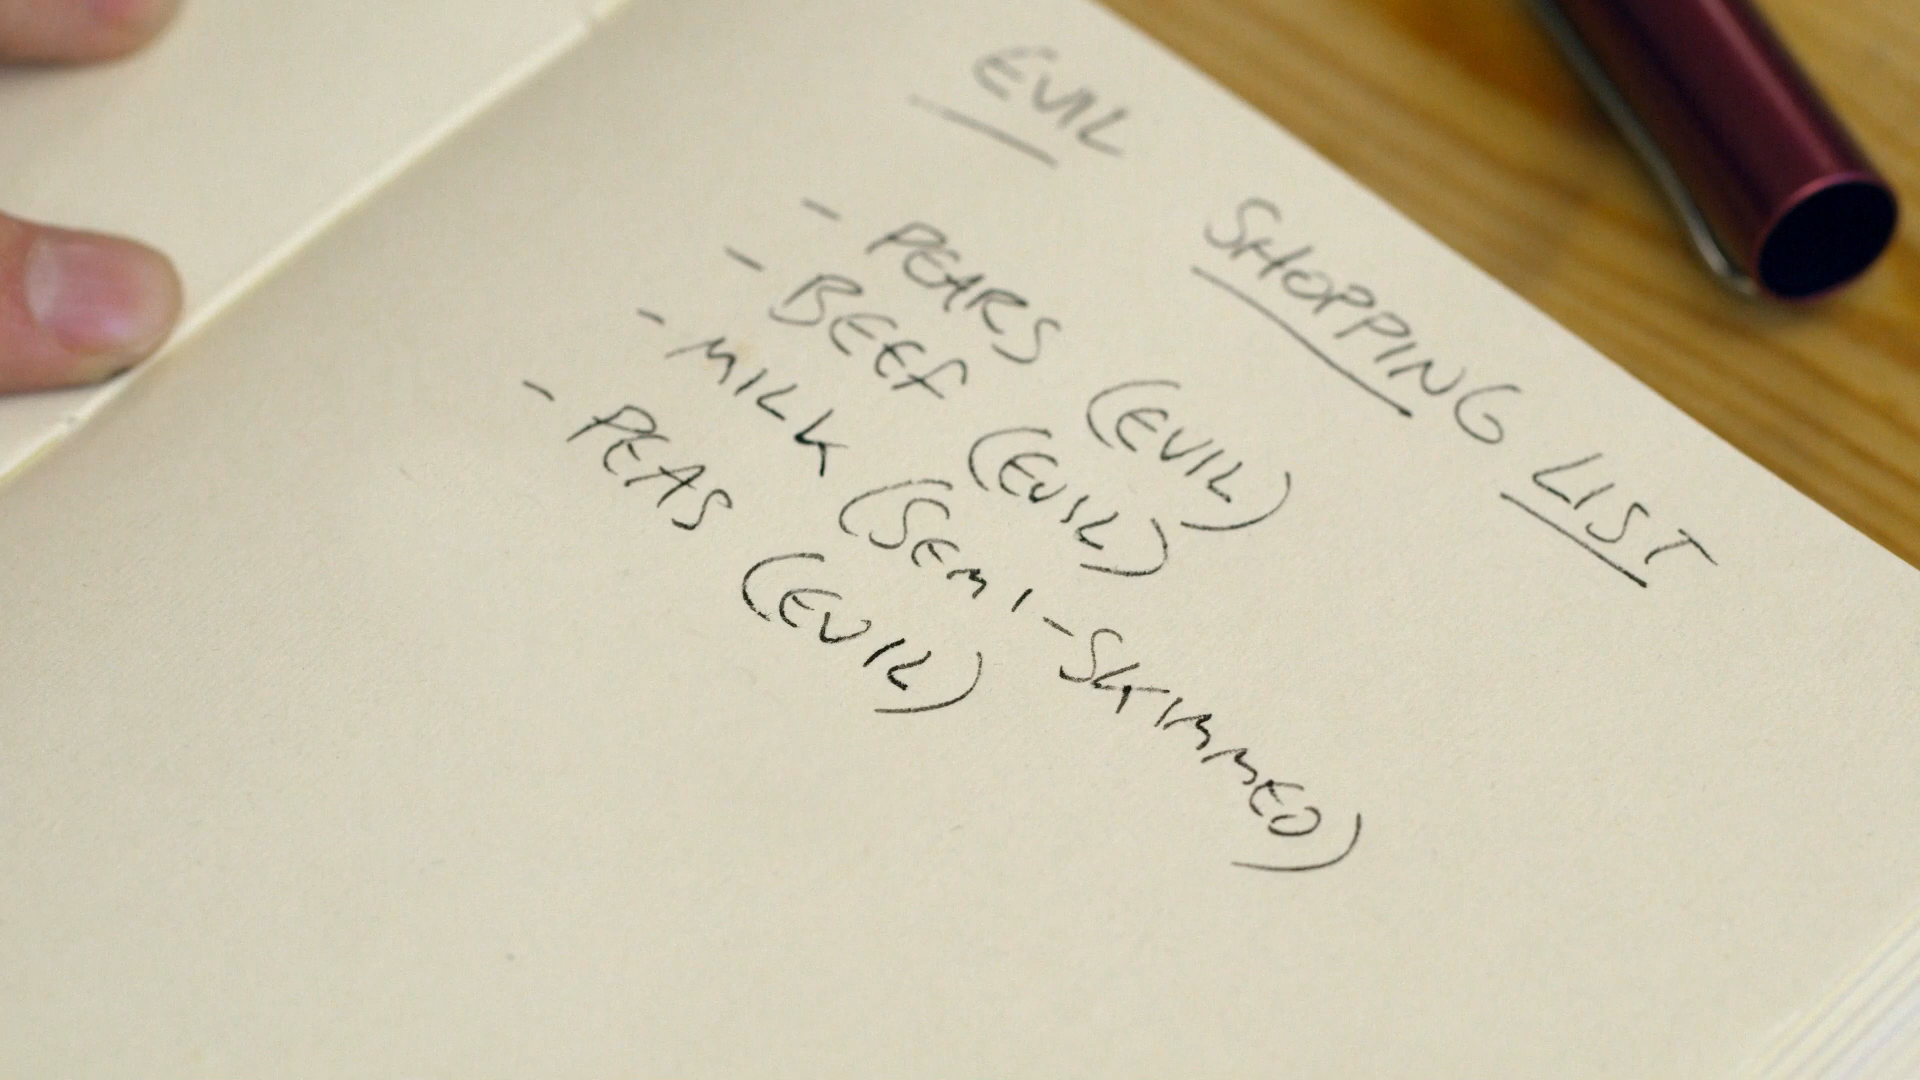 EVIL SHOPPING LIST
- PEARS (EVIL)
- BEEF (EVIL)
- MILK (SEMI-SKIMMED)
- PEAS (EVIL)